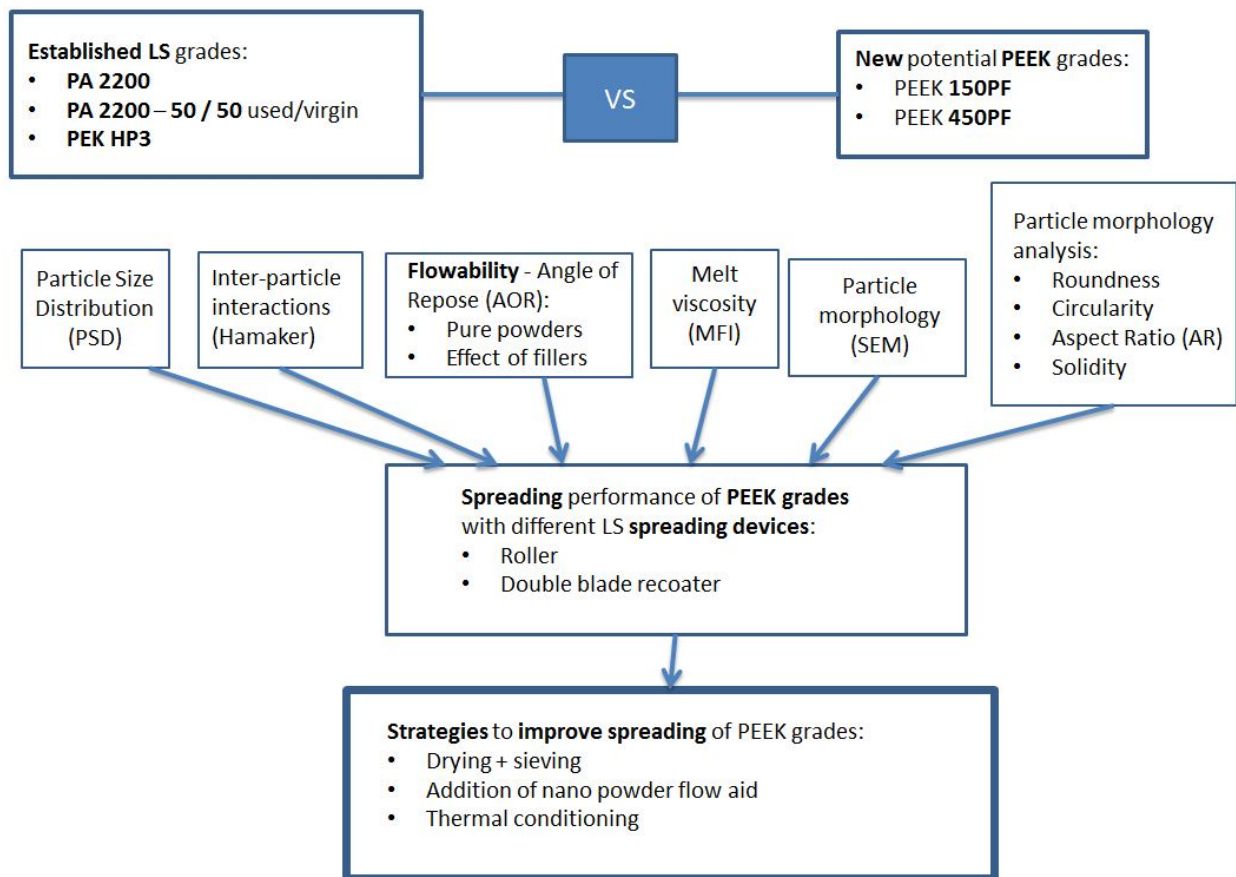 Established LS grades:
• PA 2200
• PA 2200 – 50 / 50 used/virgin
• PEK HP3
VS
New potential PEEK grades:
• PEEK 150PF
• PEEK 450PF
Particle Size
Distribution
(PSD)
Inter-particle
interactions
(Hamaker)
Flowability - Angle of
Repose (AOR):
• Pure powders
• Effect of fillers
Melt
viscosity
(MFI)
Particle
morphology
(SEM)
Particle morphology
analysis:
• Roundness
• Circularity
• Aspect Ratio (AR)
• Solidity
Spreading performance of PEEK grades
with different LS spreading devices:
• Roller
• Double blade recoater
Strategies to improve spreading of PEEK grades:
• Drying + sieving
• Addition of nano powder flow aid
• Thermal conditioning